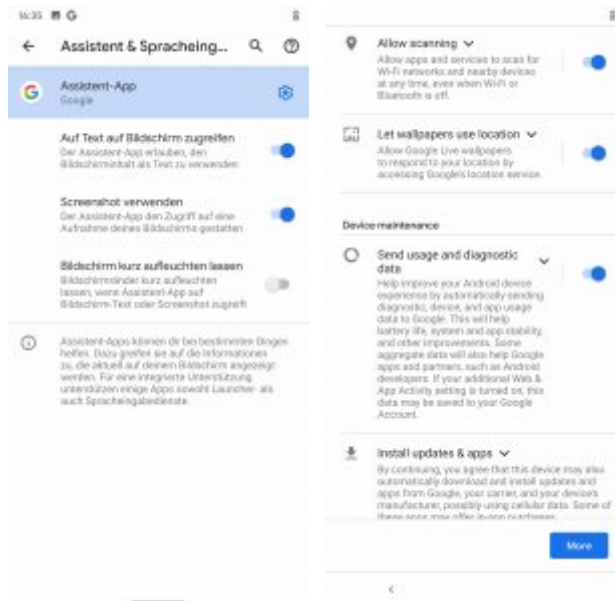 16:35
G
Assistent & Spracheing...
Assistent-App
Google
Auf Text auf Bildschirm zugreifen
Der Assistent-App erlauben, den
Bildschirminhalt als Text zu verwenden
Screenshot verwenden
Der Assistent-App den Zugriff auf eine
Aufnahme deines Bildschirms gestatten
Bildschirm kurz aufleuchten lassen
Bildschirmränder kurz aufleuchten
lassen, wenn Assistent-App auf
Bildschirm-Text oder Screenshot zugreift
Assistent-Apps können dir bei bestimmten Dingen
helfen. Dazu greifen sie auf die Informationen
zu, die aktuell auf deinem Bildschirm angezeigt
werden. Für eine integrierte Unterstützung
unterstützen einige Apps sowohl Launcher- als
auch Spracheingabedienste.
Allow scanning
Allow apps and services to scan for
Wi-Fi networks and nearby devices
at any time, even when Wi-Fi or
Bluetooth is off.
Let wallpapers use location
Allow Google Live wallpapers
to respond to your location by
accessing Google's location service.
Device maintenance
Send usage and diagnostic
data
Help improve your Android device
experience by automatically sending
diagnostic, device, and app usage
data to Google. This will help
battery life, system and app stability,
and other improvements. Some
aggregate data will also help Google
apps and partners, such as Android
developers. If your additional Web &
App Activity setting is turned on, this
data may be saved to your Google
Account.
Install updates & apps
By continuing, you agree that this device may also
automatically download and install updates and
apps from Google, your carrier, and your device's
manufacturer, possibly using cellular data. Some of
these apps may offer in-app purchases.
More